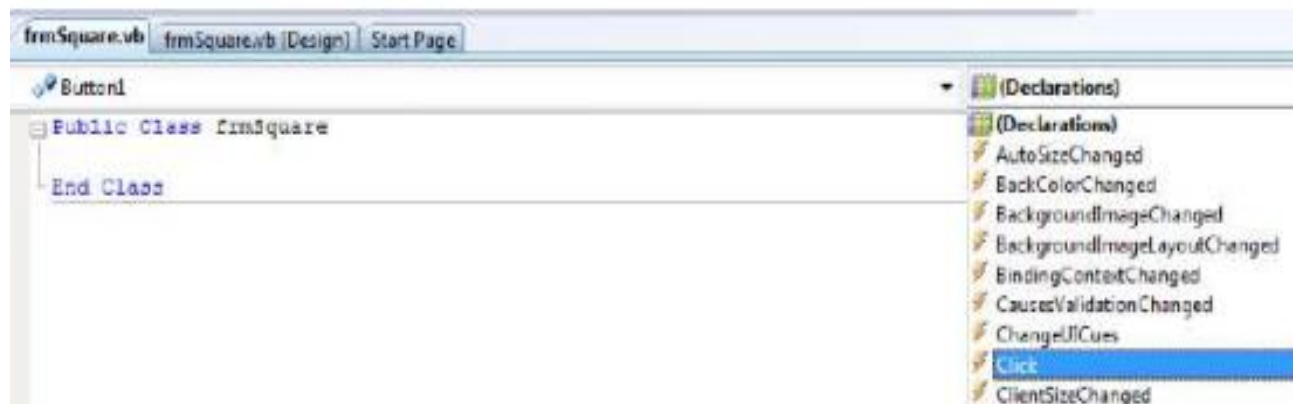 frmSquare.vb frmSquare.vb [Design] Start Page
Button1 (Declarations)
Public Class frmSquare
End Class
(Declarations)
AutoSizeChanged
BackColorChanged
BackgroundImageChanged
BackgroundImageLayoutChanged
BindingContextChanged
CausesValidationChanged
ChangeUICues
Click
ClientSizeChanged